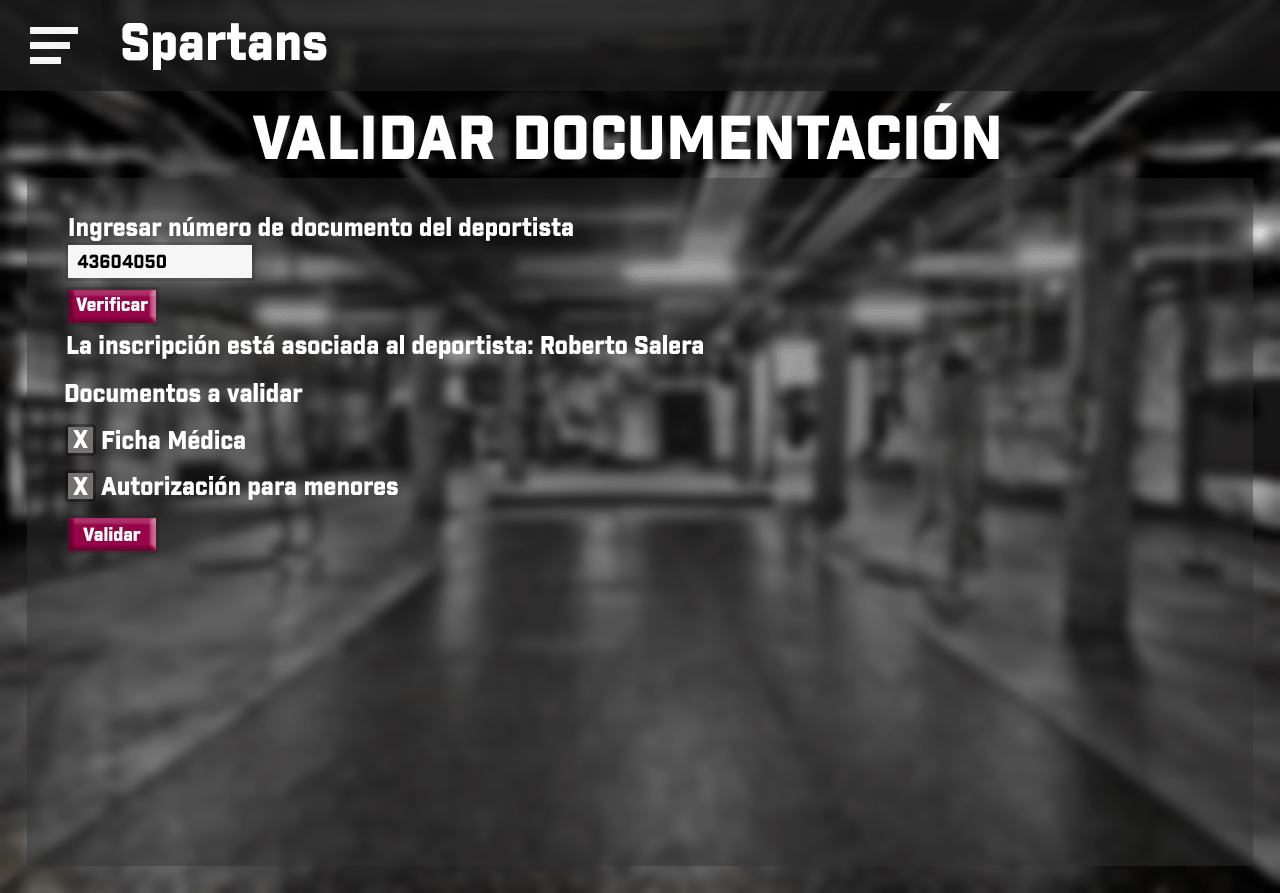 Spartans
VALIDAR DOCUMENTACIÓN
Ingresar número de documento del deportista
43604050
Verificar
La inscripción está asociada al deportista: Roberto Salera
Documentos a validar
X Ficha Médica
X Autorización para menores
Validar